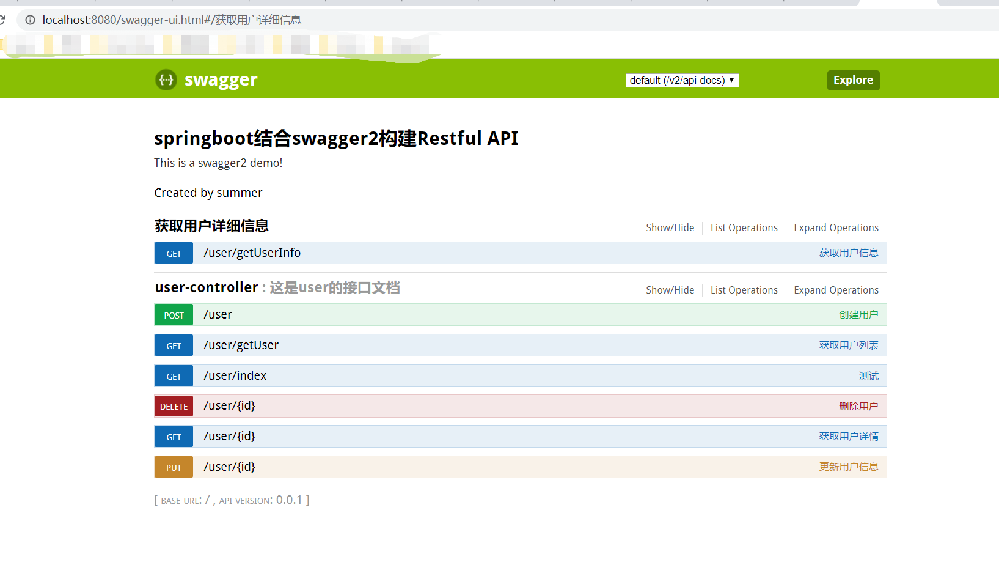 localhost:8080/swagger-ui.html#/获取用户详细信息
swagger default (/v2/api-docs) Explore
springboot结合swagger2构建Restful API
This is a swagger2 demo!
Created by summer
获取用户详细信息 Show/Hide List Operations Expand Operations
GET /user/getUserInfo 获取用户信息
user-controller : 这是user的接口文档 Show/Hide List Operations Expand Operations
POST /user 创建用户
GET /user/getUser 获取用户列表
GET /user/index 测试
DELETE /user/{id} 删除用户
GET /user/{id} 获取用户详情
PUT /user/{id} 更新用户信息
[ BASE URL: / , API VERSION: 0.0.1 ]